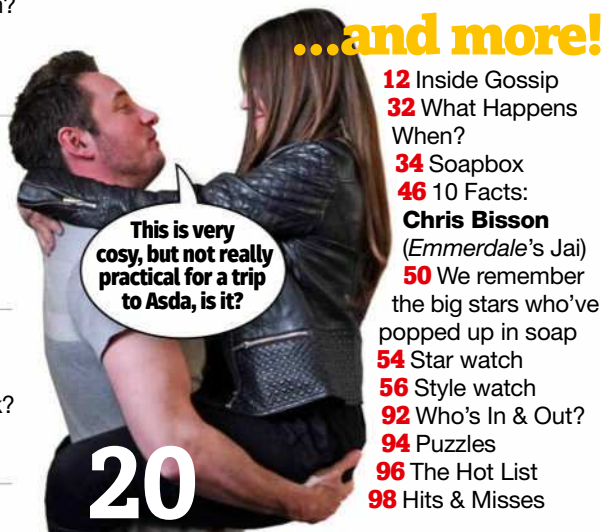 n?
...and more!
12 Inside Gossip
32 What Happens
When?
34 Soapbox
46 10 Facts:
Chris Bisson
(Emmerdale's Jai)
50 We remember
the big stars who've
popped up in soap
54 Star watch
56 Style watch
92 Who's In & Out?
94 Puzzles
96 The Hot List
98 Hits & Misses
This is very
cosy, but not really
practical for a trip
to Asda, is it?
?
20